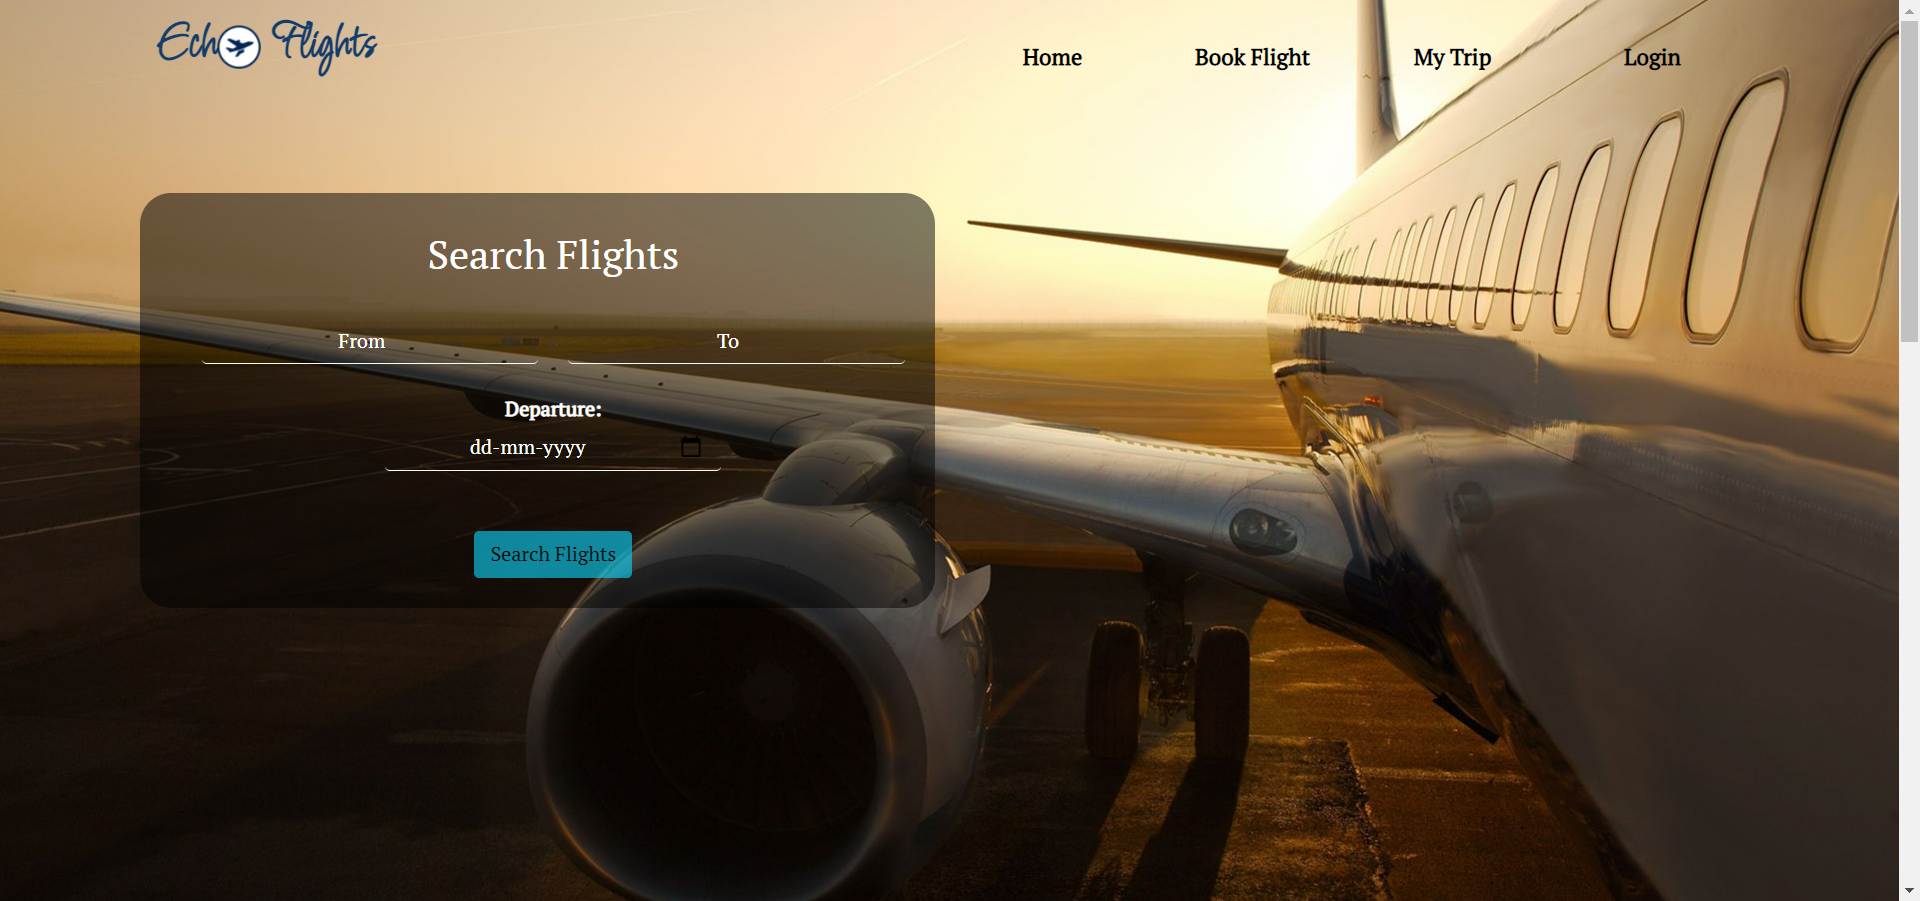 Echo Flights
Home
Book Flight
My Trip
Login
Search Flights
From
To
Departure:
dd-mm-yyyy
Search Flights